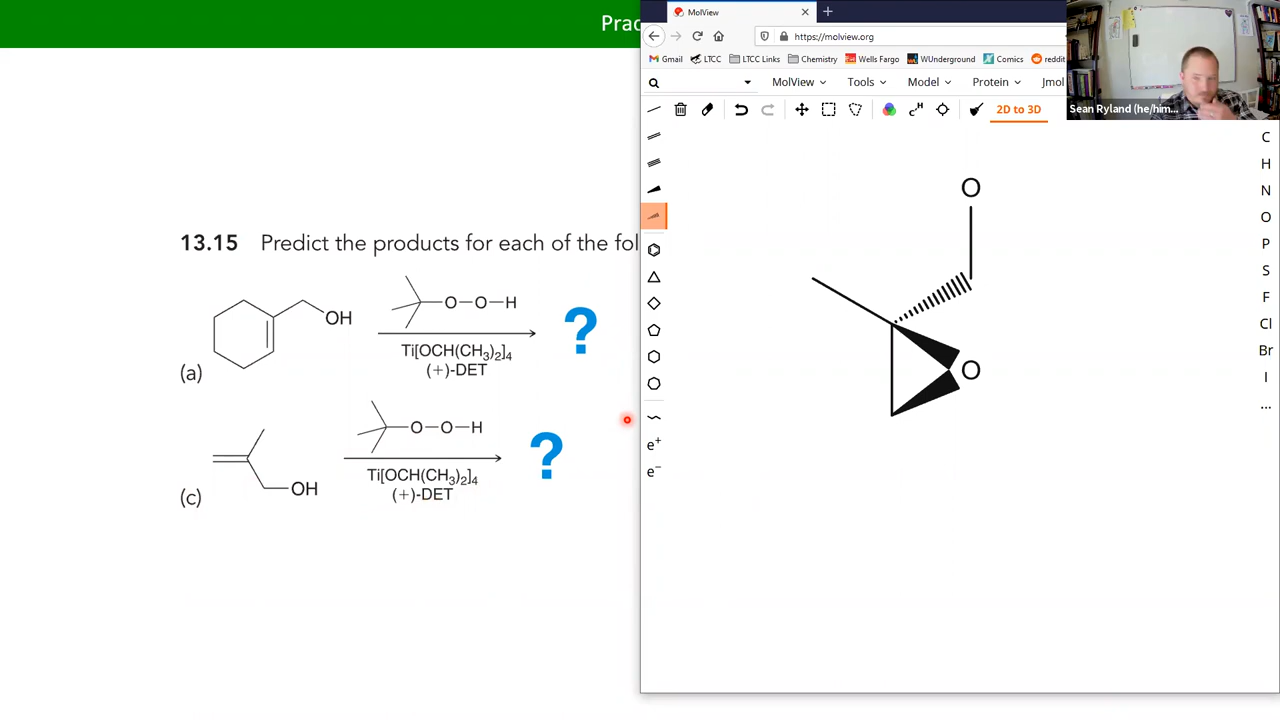 Prac
13.15 Predict the products for each of the fol
OH
O–O–H
Ti[OCH(CH3)2]4
(+)-DET
?
(a)
OH
O–O–H
Ti[OCH(CH3)2]4
(+)-DET
?
(c)
MolView
https://molview.org
Gmail LTCC LTCC Links Chemistry Wells Fargo WUnderground Comics reddit
MolView Tools Model Protein Jmol
C H 2D to 3D
Sean Ryland (he/him...
e+
e−
O
O
C
H
N
O
P
S
F
Cl
Br
I
...